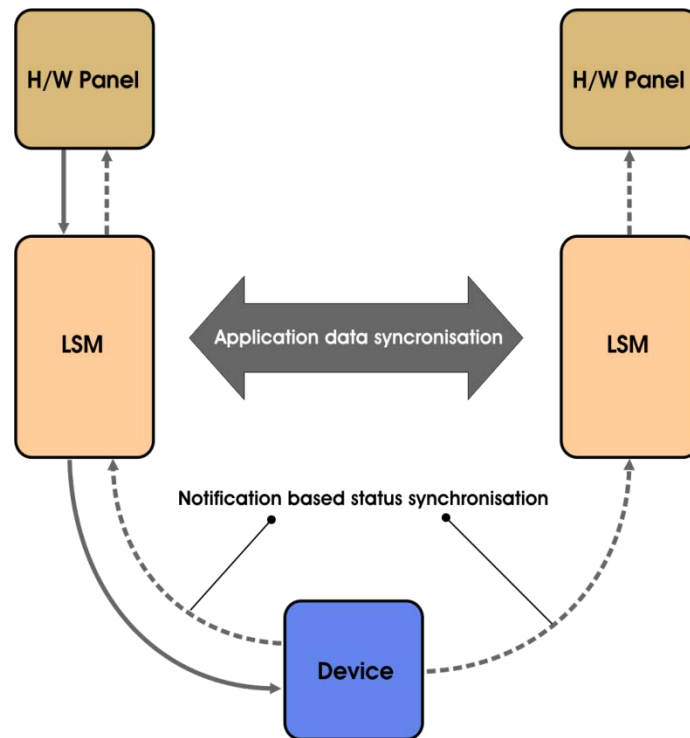 H/W Panel
H/W Panel
LSM
Application data syncronisation
LSM
Notification based status synchronisation
Device